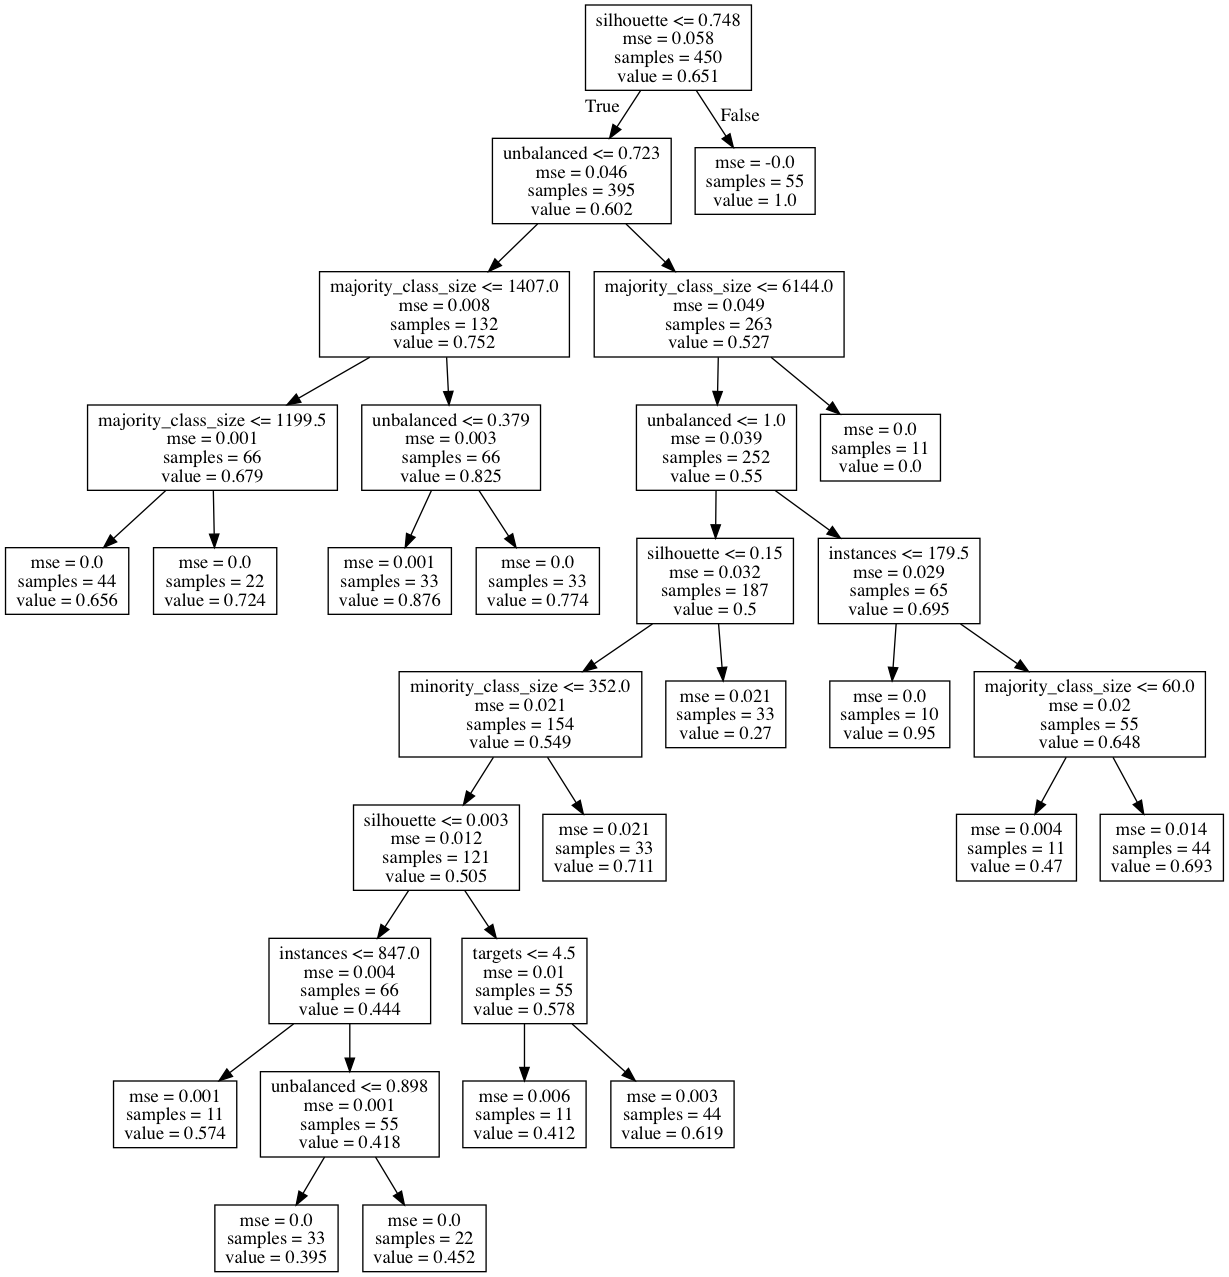 silhouette <= 0.748
mse = 0.058
samples = 450
value = 0.651
True
False
unbalanced <= 0.723
mse = 0.046
samples = 395
value = 0.602
mse = -0.0
samples = 55
value = 1.0
majority_class_size <= 1407.0
mse = 0.008
samples = 132
value = 0.752
majority_class_size <= 6144.0
mse = 0.049
samples = 263
value = 0.527
majority_class_size <= 1199.5
mse = 0.001
samples = 66
value = 0.679
unbalanced <= 0.379
mse = 0.003
samples = 66
value = 0.825
unbalanced <= 1.0
mse = 0.039
samples = 252
value = 0.55
mse = 0.0
samples = 11
value = 0.0
mse = 0.0
samples = 44
value = 0.656
mse = 0.0
samples = 22
value = 0.724
mse = 0.001
samples = 33
value = 0.876
mse = 0.0
samples = 33
value = 0.774
silhouette <= 0.15
mse = 0.032
samples = 187
value = 0.5
instances <= 179.5
mse = 0.029
samples = 65
value = 0.695
minority_class_size <= 352.0
mse = 0.021
samples = 154
value = 0.549
mse = 0.021
samples = 33
value = 0.27
mse = 0.0
samples = 10
value = 0.95
majority_class_size <= 60.0
mse = 0.02
samples = 55
value = 0.648
silhouette <= 0.003
mse = 0.012
samples = 121
value = 0.505
mse = 0.021
samples = 33
value = 0.711
mse = 0.004
samples = 11
value = 0.47
mse = 0.014
samples = 44
value = 0.693
instances <= 847.0
mse = 0.004
samples = 66
value = 0.444
targets <= 4.5
mse = 0.01
samples = 55
value = 0.578
mse = 0.001
samples = 11
value = 0.574
unbalanced <= 0.898
mse = 0.001
samples = 55
value = 0.418
mse = 0.006
samples = 11
value = 0.412
mse = 0.003
samples = 44
value = 0.619
mse = 0.0
samples = 33
value = 0.395
mse = 0.0
samples = 22
value = 0.452